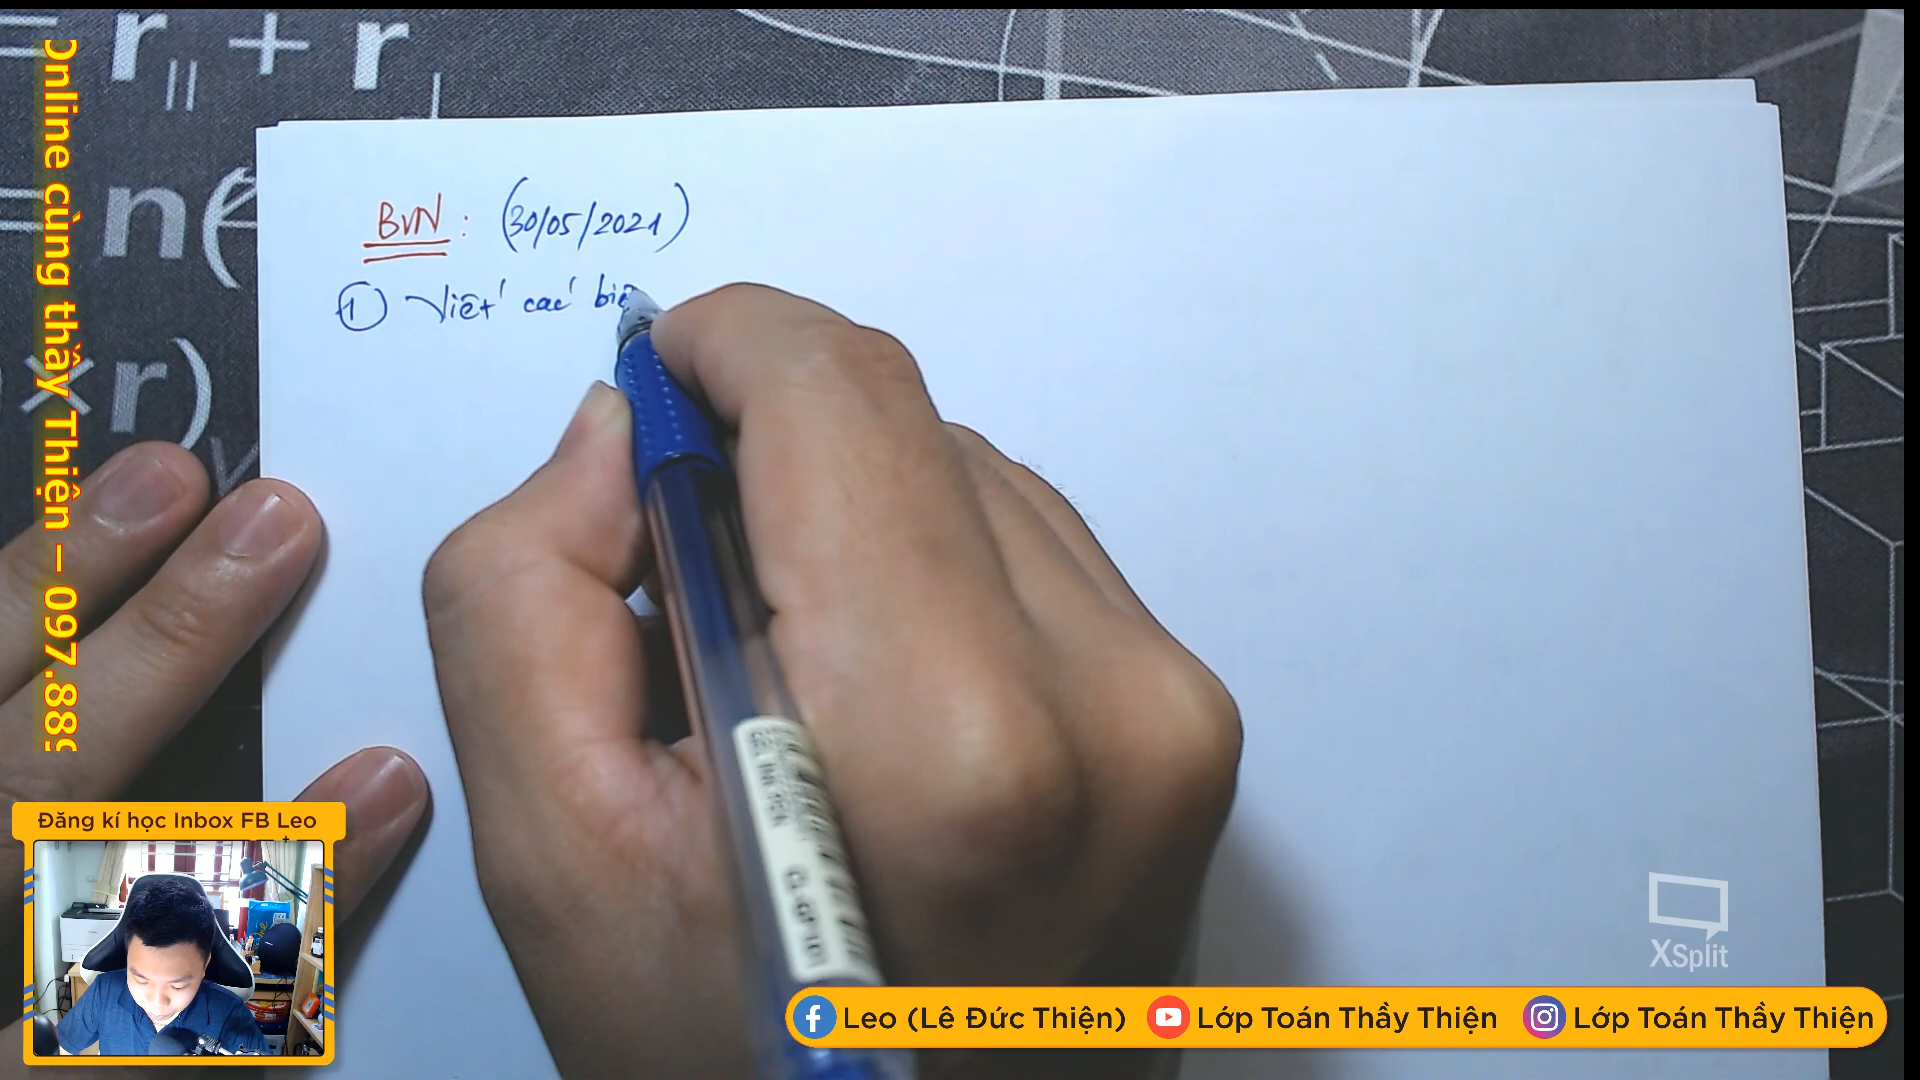 = r || + r |
= n(
× r)
Online cùng thầy Thiện – 097.889
BVN : (30/05/2021)
① Viết các
Đăng kí học Inbox FB Leo
XSplit
Leo (Lê Đức Thiện) Lớp Toán Thầy Thiện Lớp Toán Thầy Thiện